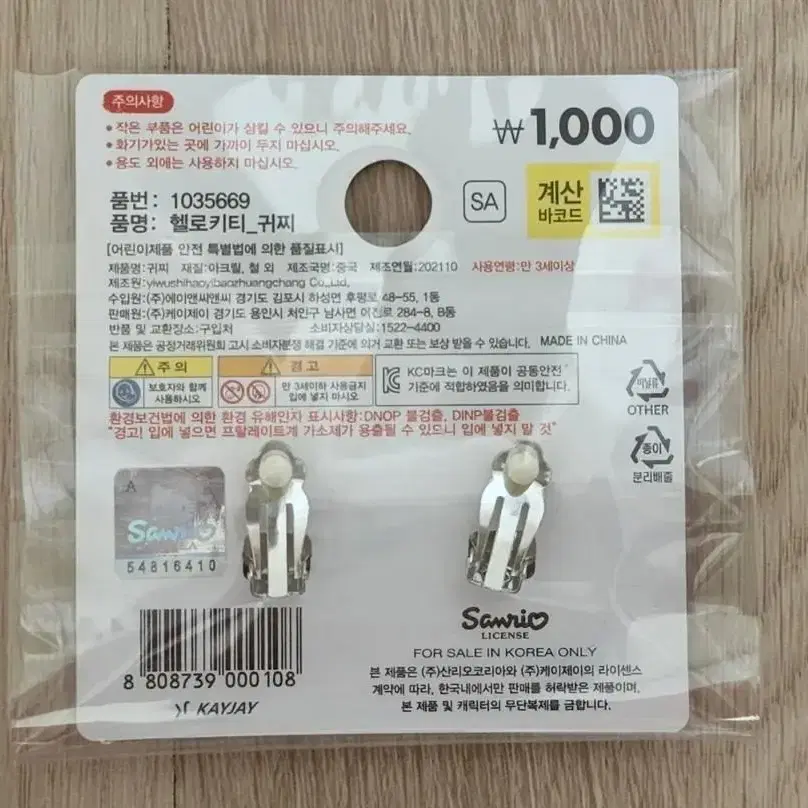 주의사항
• 작은 부품은 어린이가 삼킬 수 있으니 주의해주세요.
• 화기가있는 곳에 가까이 두지 마십시오.
• 용도 외에는 사용하지 마십시오.
₩1,000
품번: 1035669
품명: 헬로키티_귀찌
SA
계산
바코드
[어린이제품 안전 특별법에 의한 품질표시]
제품명:귀찌 재질:아크릴, 철 외 제조국명:중국 제조연월:202110 사용연령:만 3세이상
제조원:yiwushihaoyibaozhuangchang Co.,Ltd,
수입원:(주)에이앤씨앤씨 경기도 김포시 하성면 후평로 48-55, 1동
판매원:(주)케이제이 경기도 용인시 처인구 남사면 이전로 284-8, B동
반품 및 교환장소:구입처 소비자상담실:1522-4400
본 제품은 공정거래위원회 고시 소비자분쟁 해결 기준에 의거 교환 또는 보상 받을 수 있습니다. MADE IN CHINA
주의
보호자와 함께
사용하시오
경고
만 3세이하 사용금지
입에 넣지 마시오
KC마크는 이 제품이 공통안전
기준에 적합하였음을 의미합니다.
환경보건법에 의한 환경 유해인자 표시사항:DNOP 불검출, DINP불검출
"경고! 입에 넣으면 프탈레이트계 가소제가 용출될 수 있으니 입에 넣지 말 것"
비닐류
OTHER
종이
분리배출
A
Sanrio
54816410
8 808739 000108
KAYJAY
Sanrio
LICENSE
FOR SALE IN KOREA ONLY
본 제품은 (주)산리오코리아와 (주)케이제이의 라이센스
계약에 따라, 한국내에서만 판매를 허락받은 제품이며,
본 제품 및 캐릭터의 무단복제를 금합니다.